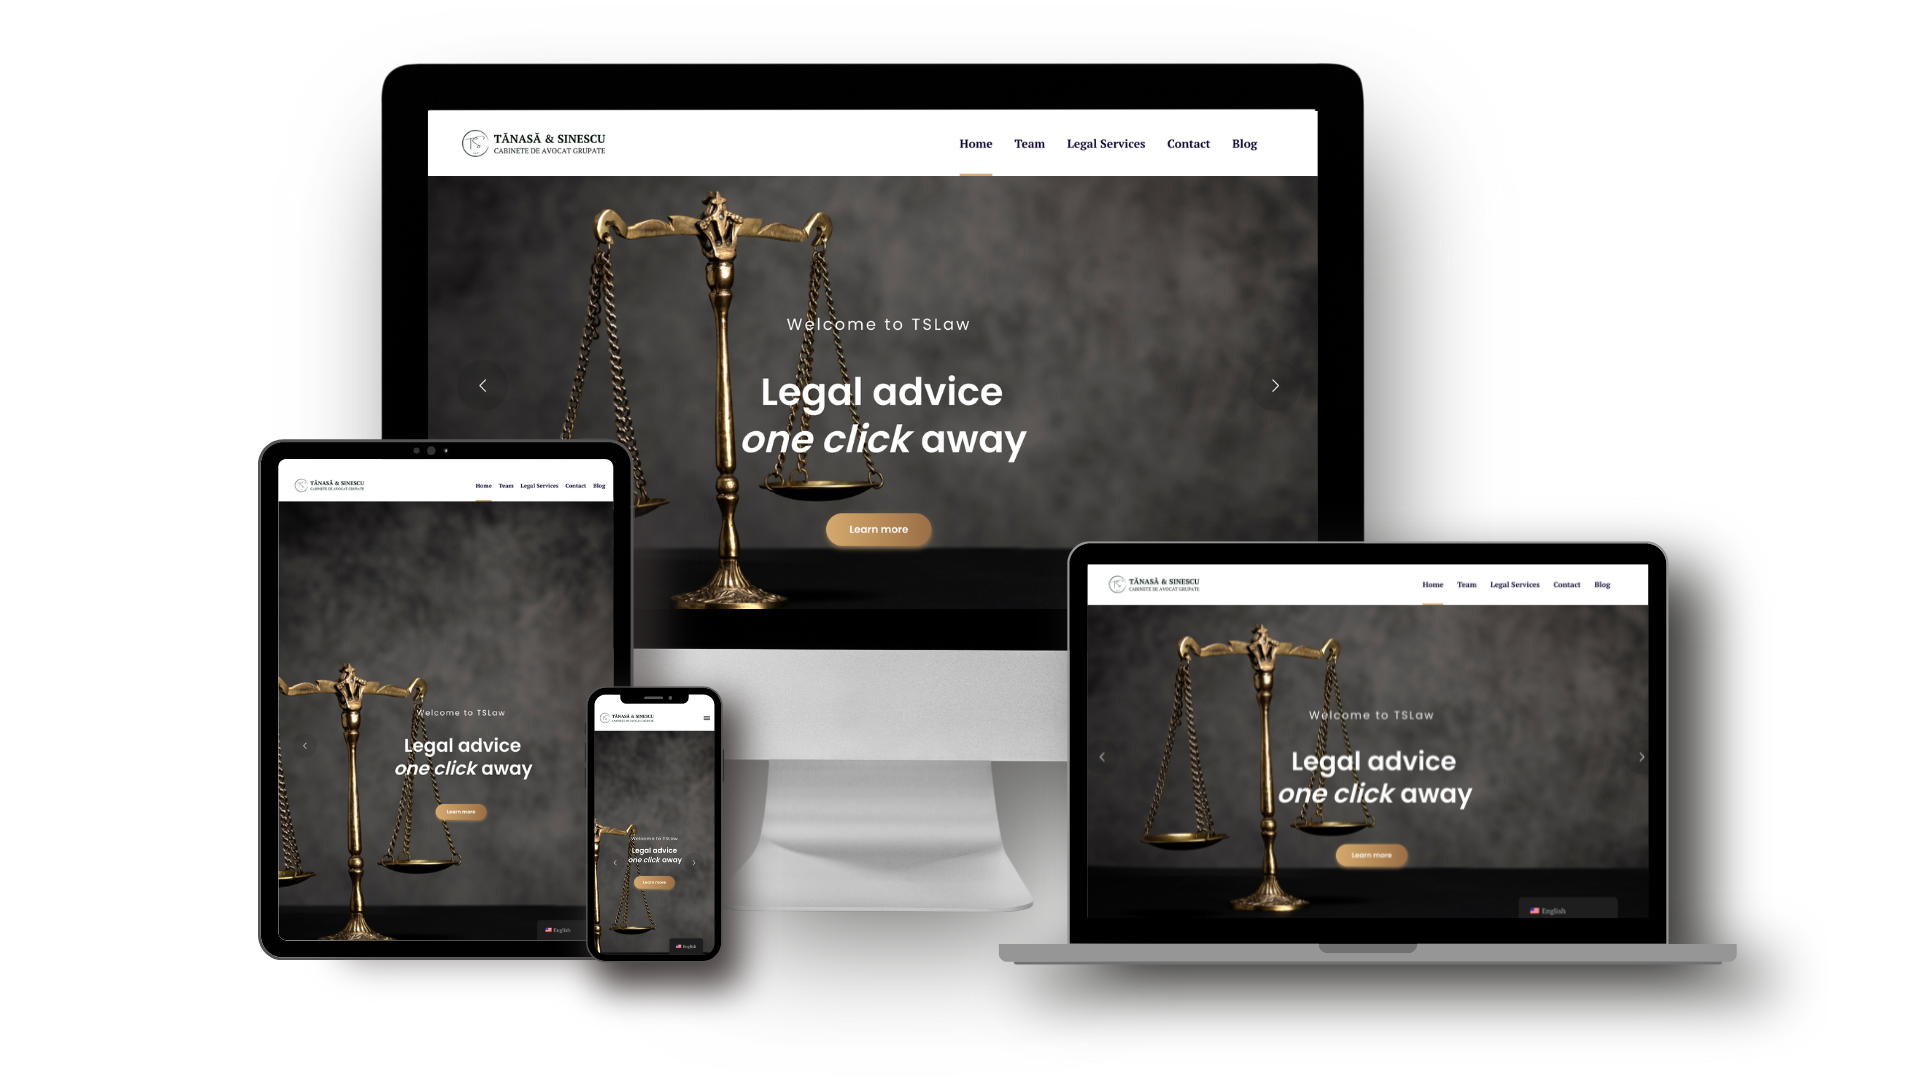 TĂNASĂ & SINESCU
CABINETE DE AVOCAT GRUPATE
Home Team Legal Services Contact Blog
Welcome to TSLaw
Legal advice
one click away
Learn more
TĂNASĂ & SINESCU
CABINETE DE AVOCAT GRUPATE
Home Team Legal Services Contact Blog
Welcome to TSLaw
Legal advice
one click away
Learn more
English
TĂNASĂ & SINESCU
CABINETE DE AVOCAT GRUPATE
Welcome to TSLaw
Legal advice
one click away
Learn more
English
TĂNASĂ & SINESCU
CABINETE DE AVOCAT GRUPATE
Home Team Legal Services Contact Blog
Welcome to TSLaw
Legal advice
one click away
Learn more
English